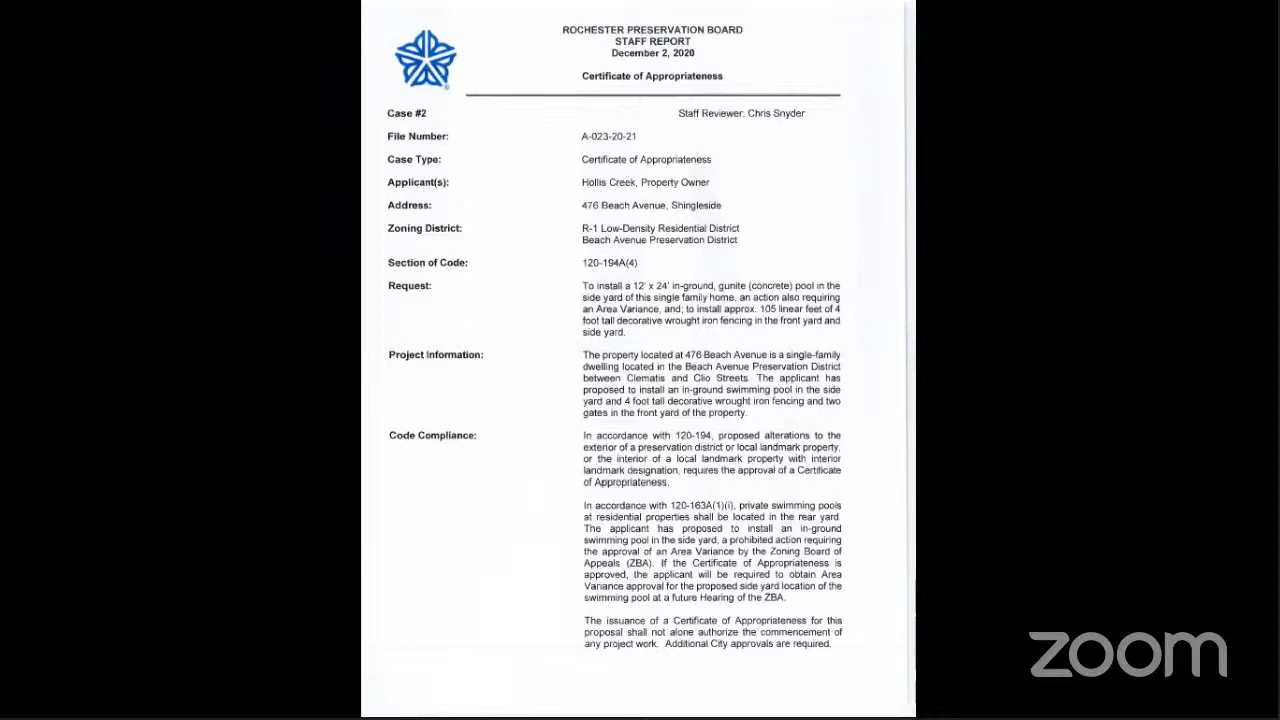 ROCHESTER PRESERVATION BOARD
STAFF REPORT
December 2, 2020
Certificate of Appropriateness
Case #2 Staff Reviewer: Chris Snyder
File Number: A-023-20-21
Case Type: Certificate of Appropriateness
Applicant(s): Hollis Creek, Property Owner
Address: 476 Beach Avenue, Shingleside
Zoning District: R-1 Low-Density Residential District
Beach Avenue Preservation District
Section of Code: 120-194A(4)
Request: To install a 12' x 24' in-ground, gunite (concrete) pool in the
side yard of this single family home, an action also requiring
an Area Variance, and; to install approx. 105 linear feet of 4
foot tall decorative wrought iron fencing in the front yard and
side yard.
Project Information: The property located at 476 Beach Avenue is a single-family
dwelling located in the Beach Avenue Preservation District
between Clematis and Clio Streets. The applicant has
proposed to install an in-ground swimming pool in the side
yard and 4 foot tall decorative wrought iron fencing and two
gates in the front yard of the property.
Code Compliance: In accordance with 120-194, proposed alterations to the
exterior of a preservation district or local landmark property,
or the interior of a local landmark property with interior
landmark designation, requires the approval of a Certificate
of Appropriateness.
In accordance with 120-163A(1)(i), private swimming pools
at residential properties shall be located in the rear yard.
The applicant has proposed to install an in-ground
swimming pool in the side yard, a prohibited action requiring
the approval of an Area Variance by the Zoning Board of
Appeals (ZBA). If the Certificate of Appropriateness is
approved, the applicant will be required to obtain Area
Variance approval for the proposed side yard location of the
swimming pool at a future Hearing of the ZBA.
The issuance of a Certificate of Appropriateness for this
proposal shall not alone authorize the commencement of
any project work. Additional City approvals are required.
zoom